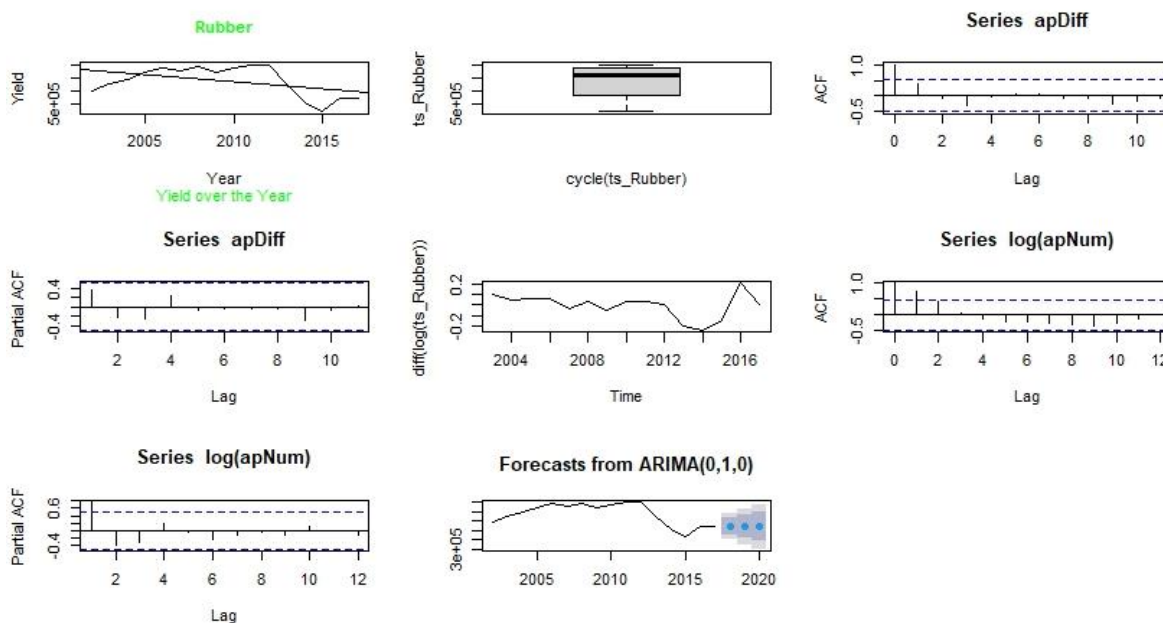 Rubber
Yield
5e+05
2005 2010 2015
Year
Yield over the Year
ts_Rubber
5e+05
cycle(ts_Rubber)
Series apDiff
ACF
-0.5 1.0
0 2 4 6 8 10
Lag
Series apDiff
Partial ACF
-0.4 0.4
2 4 6 8 10
Lag
diff(log(ts_Rubber))
-0.2 0.2
2004 2008 2012 2016
Time
Series log(apNum)
ACF
-0.5 1.0
0 2 4 6 8 10 12
Lag
Series log(apNum)
Partial ACF
-0.4 0.6
2 4 6 8 10 12
Lag
Forecasts from ARIMA(0,1,0)
3e+05
2005 2010 2015 2020